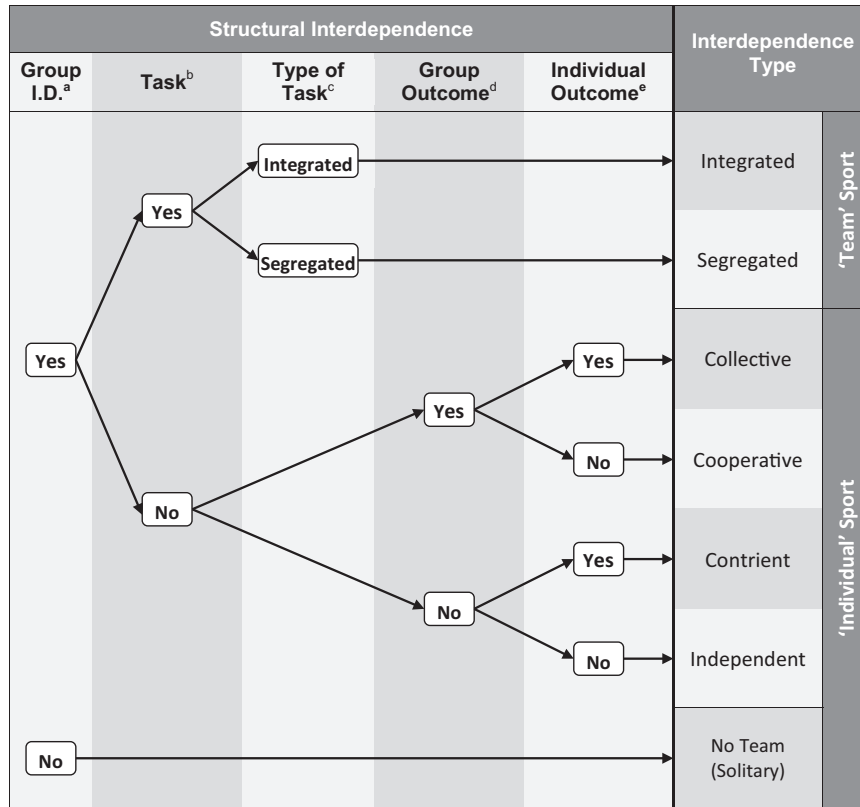 Structural Interdependence
Interdependence
Type
Group
I.D.a
Taskb
Type of
Taskc
Group
Outcomed
Individual
Outcomee
Integrated
Integrated
Yes
Segregated
Segregated
'Team' Sport
Yes
Yes
Collective
Yes
No
Cooperative
No
Yes
Contrient
No
No
Independent
'Individual' Sport
No
No Team
(Solitary)